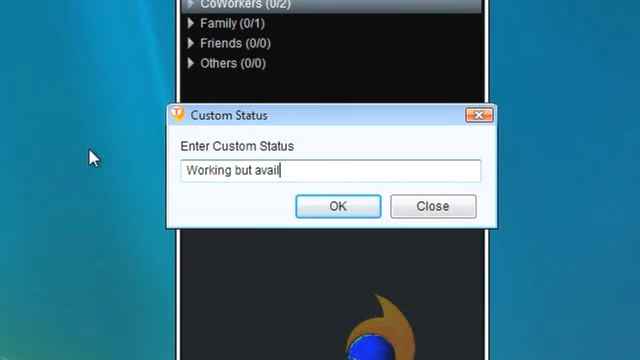 CoWorkers (0/2)
Family (0/1)
Friends (0/0)
Others (0/0)
Custom Status
Enter Custom Status
Working but avail
OK
Close